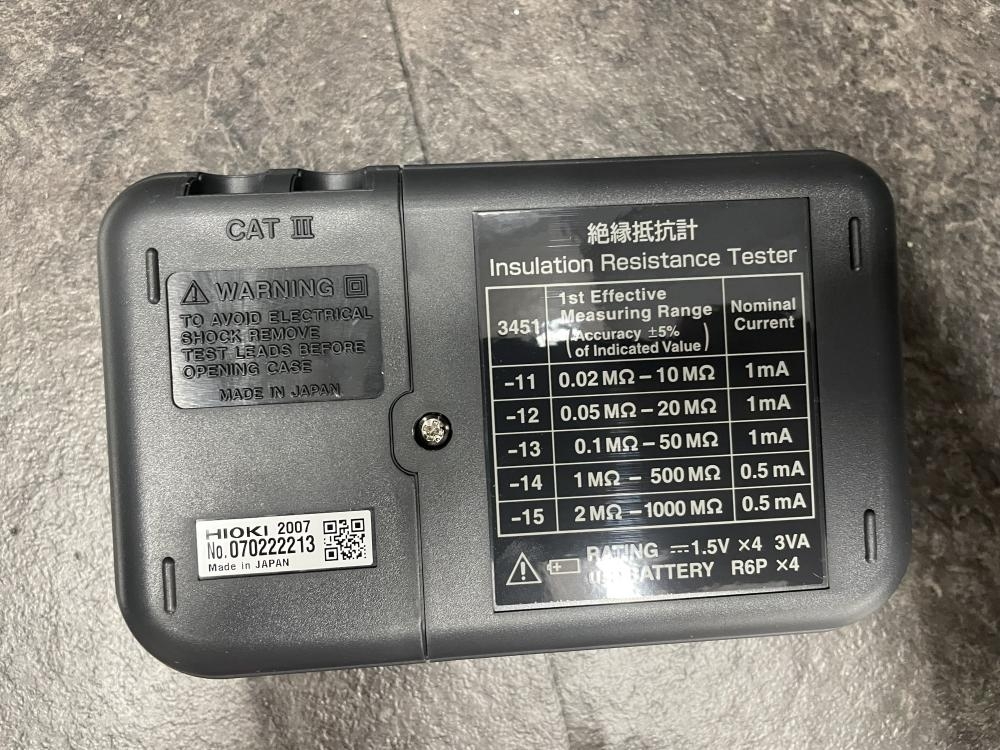 CAT III
WARNING
TO AVOID ELECTRICAL
SHOCK REMOVE
TEST LEADS BEFORE
OPENING CASE
MADE IN JAPAN
HIOKI 2007
No. 070222213
Made in JAPAN
絶縁抵抗計
Insulation Resistance Tester
3451 1st Effective Measuring Range (Accuracy ±5% of Indicated Value) Nominal Current
-11 0.02 MΩ – 10 MΩ 1mA
-12 0.05 MΩ – 20 MΩ 1mA
-13 0.1 MΩ – 50 MΩ 1mA
-14 1 MΩ – 500 MΩ 0.5 mA
-15 2 MΩ – 1000 MΩ 0.5 mA
RATING ⎓1.5V ×4 3VA
BATTERY R6P ×4